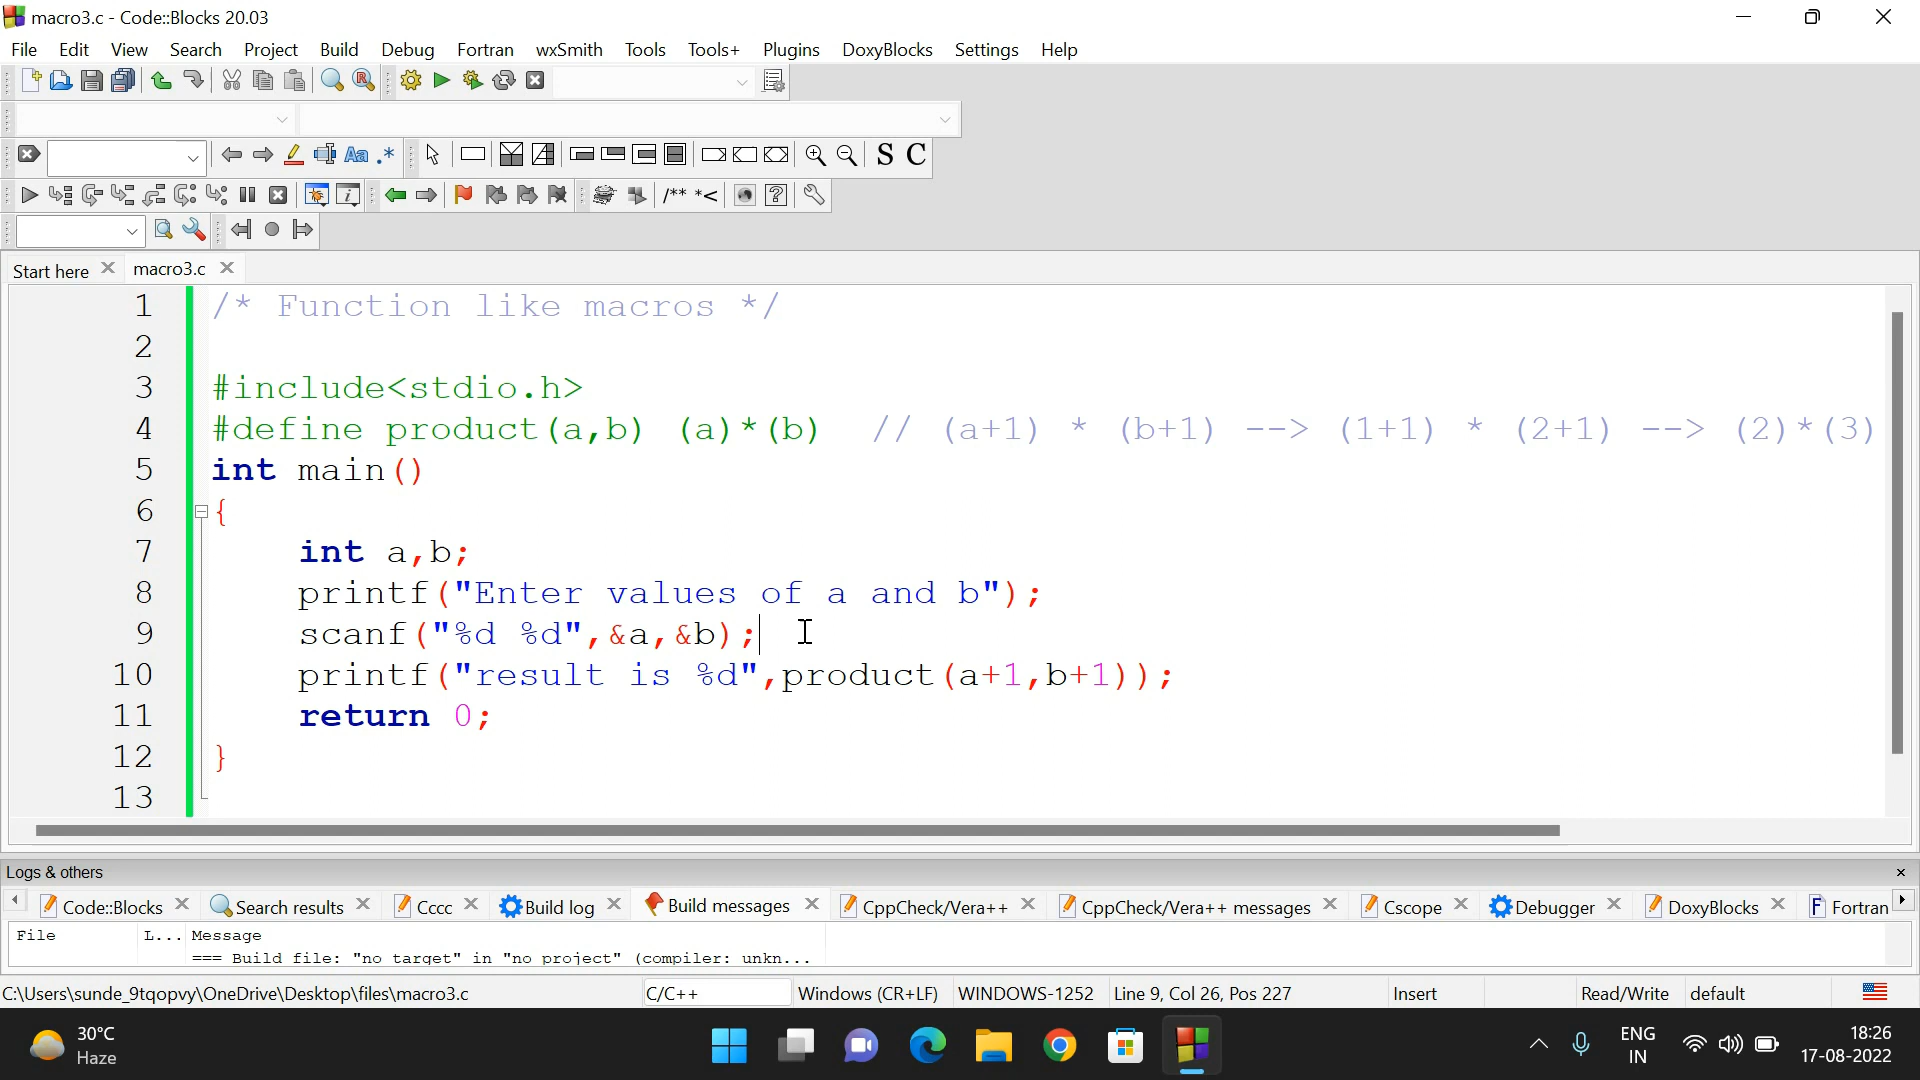 macro3.c - Code::Blocks 20.03
File Edit View Search Project Build Debug Fortran wxSmith Tools Tools+ Plugins DoxyBlocks Settings Help
S C
/** *<
Start here macro3.c
1 /* Function like macros */
2
3 #include<stdio.h>
4 #define product(a,b) (a)*(b) // (a+1) * (b+1) --> (1+1) * (2+1) --> (2)*(3)
5 int main()
6 {
7 int a,b;
8 printf("Enter values of a and b");
9 scanf("%d %d",&a,&b);
10 printf("result is %d",product(a+1,b+1));
11 return 0;
12 }
13
Logs & others
Code::Blocks Search results Cccc Build log Build messages CppCheck/Vera++ CppCheck/Vera++ messages Cscope Debugger DoxyBlocks Fortran
File L... Message
=== Build file: "no target" in "no project" (compiler: unkn...
C:\Users\sunde_9tqopvy\OneDrive\Desktop\files\macro3.c C/C++ Windows (CR+LF) WINDOWS-1252 Line 9, Col 26, Pos 227 Insert Read/Write default
30°C
Haze
ENG
IN
18:26
17-08-2022